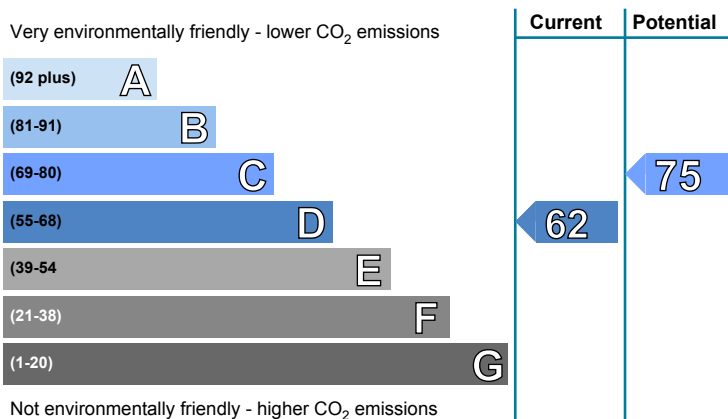 Current Potential
Very environmentally friendly - lower CO2 emissions
(92 plus) A
(81-91) B
(69-80) C 75
(55-68) D 62
(39-54 E
(21-38) F
(1-20) G
Not environmentally friendly - higher CO2 emissions